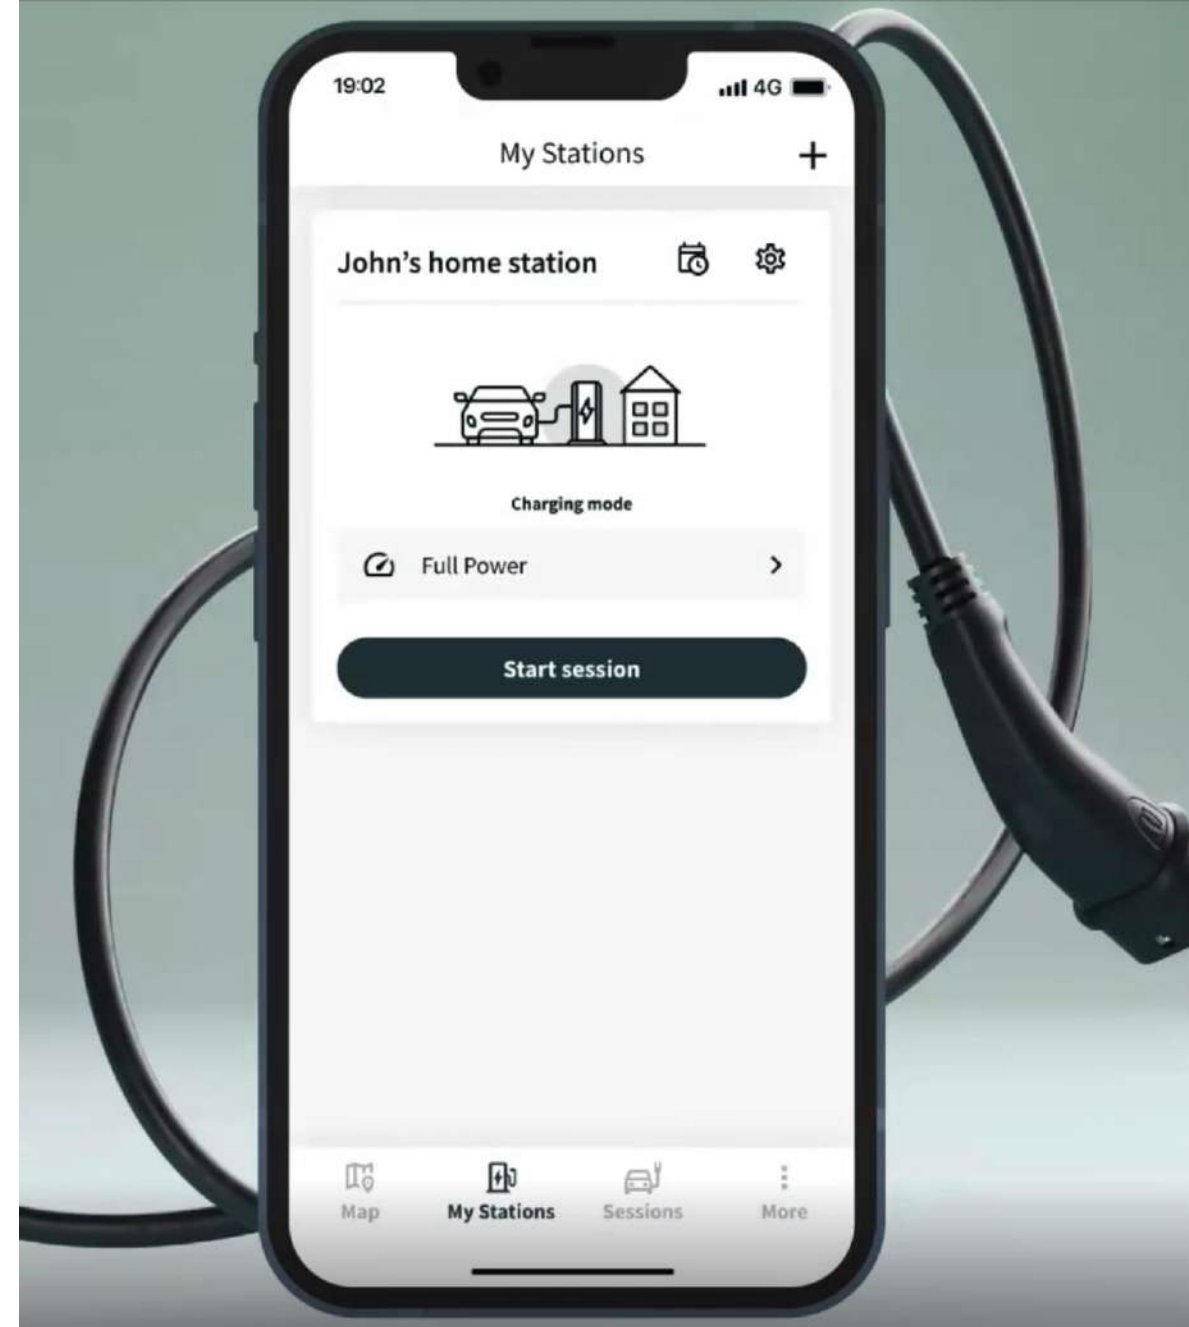 19:02
4G
My Stations
John's home station
Charging mode
Full Power
Start session
Map
My Stations
Sessions
More